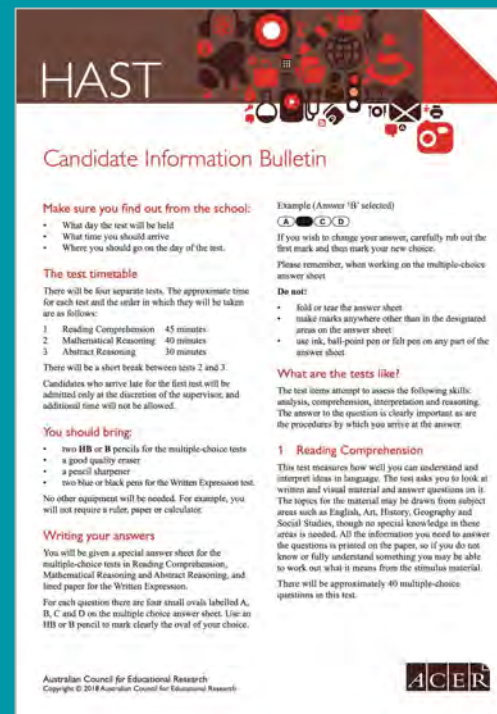 HAST
Candidate Information Bulletin
Make sure you find out from the school:
• What day the test will be held
• What time you should arrive
• Where you should go on the day of the test.
The test timetable
There will be four separate tests. The approximate time
for each test and the order in which they will be taken
are as follows:
1 Reading Comprehension 45 minutes
2 Mathematical Reasoning 40 minutes
3 Abstract Reasoning 30 minutes
There will be a short break between tests 2 and 3.
Candidates who arrive late for the first test will be
admitted only at the discretion of the supervisor, and
additional time will not be allowed.
You should bring:
• two HB or B pencils for the multiple-choice tests
• a good quality eraser
• a pencil sharpener
• two blue or black pens for the Written Expression test.
No other equipment will be needed. For example, you
will not require a ruler, paper or calculator.
Writing your answers
You will be given a special answer sheet for the
multiple-choice tests in Reading Comprehension,
Mathematical Reasoning and Abstract Reasoning, and
lined paper for the Written Expression.
For each question there are four small ovals labelled A,
B, C and D on the multiple choice answer sheet. Use an
HB or B pencil to mark clearly the oval of your choice.
Example (Answer 'B' selected)
A C D
If you wish to change your answer, carefully rub out the
first mark and then mark your new choice.
Please remember, when working on the multiple-choice
answer sheet
Do not:
• fold or tear the answer sheet
• make marks anywhere other than in the designated
areas on the answer sheet
• use ink, ball-point pen or felt pen on any part of the
answer sheet
What are the tests like?
The test items attempt to assess the following skills:
analysis, comprehension, interpretation and reasoning.
The answer to the question is clearly important as are
the procedures by which you arrive at the answer.
1 Reading Comprehension
This test measures how well you can understand and
interpret ideas in language. The test asks you to look at
written and visual material and answer questions on it.
The topics for the material may be drawn from subject
areas such as English, Art, History, Geography and
Social Studies, though no special knowledge in these
areas is needed. All the information you need to answer
the questions is printed on the paper, so if you do not
know or fully understand something you may be able
to work out what it means from the stimulus material.
There will be approximately 40 multiple-choice
questions in this test.
Australian Council for Educational Research
Copyright © 2018 Australian Council for Educational Research
ACER